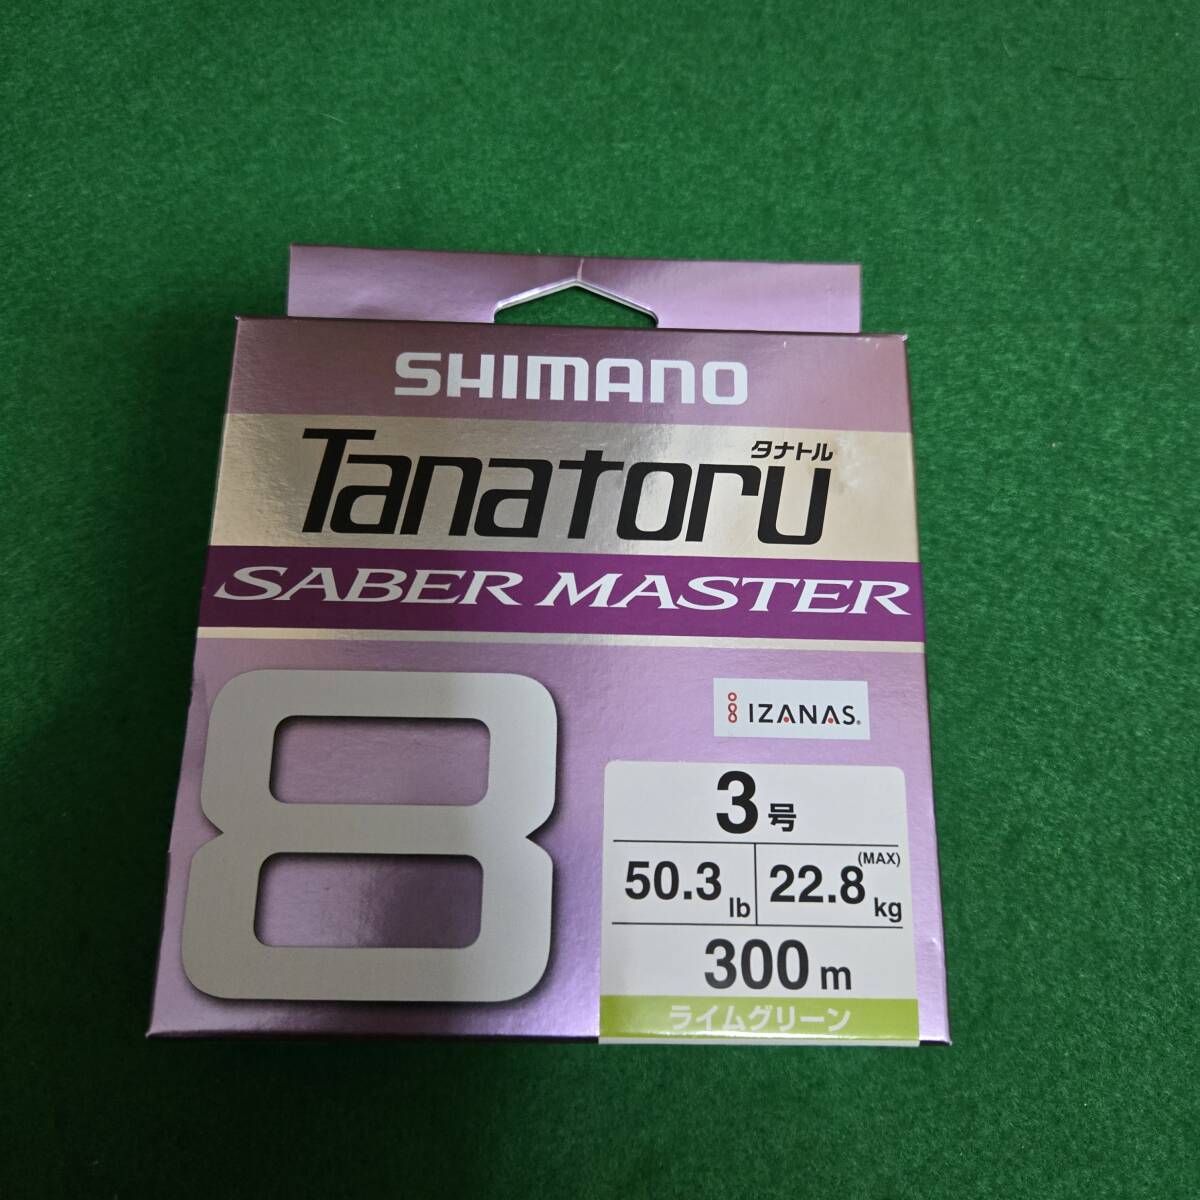 SHIMANO
タナトル
Tanatoru
SABER MASTER
8
IZANAS®
3号
(MAX)
50.3 lb 22.8 kg
300 m
ライムグリーン